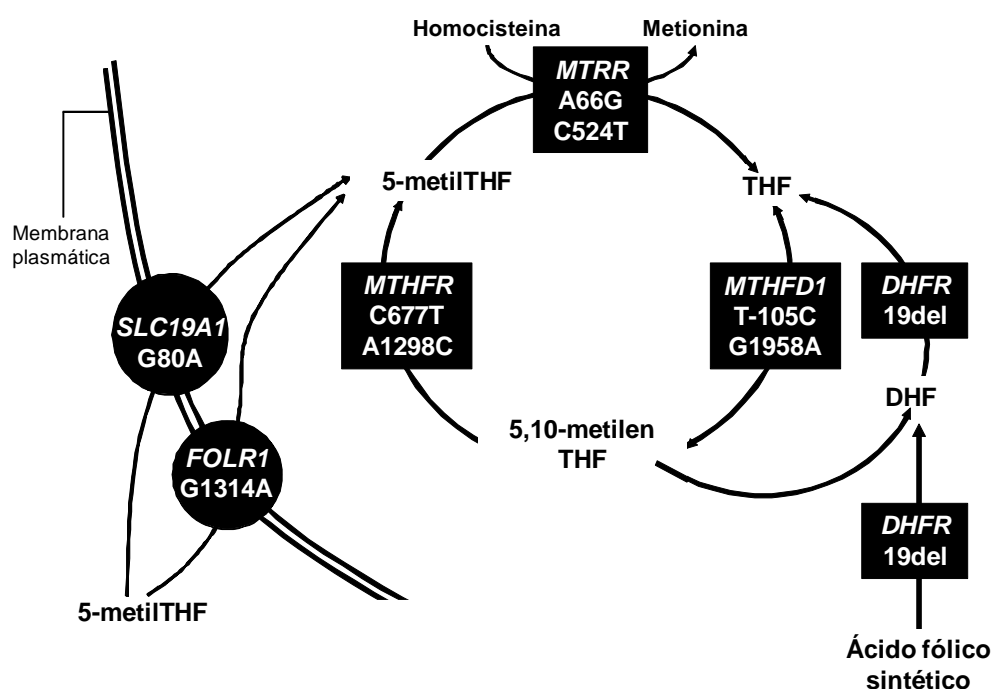 Homocisteina
Metionina
MTRR
A66G
C524T
5-metilTHF
THF
Membrana
plasmática
MTHFR
C677T
A1298C
MTHFD1
T-105C
G1958A
DHFR
19del
SLC19A1
G80A
DHF
5,10-metilen
THF
FOLR1
G1314A
DHFR
19del
5-metilTHF
Ácido fólico
sintético